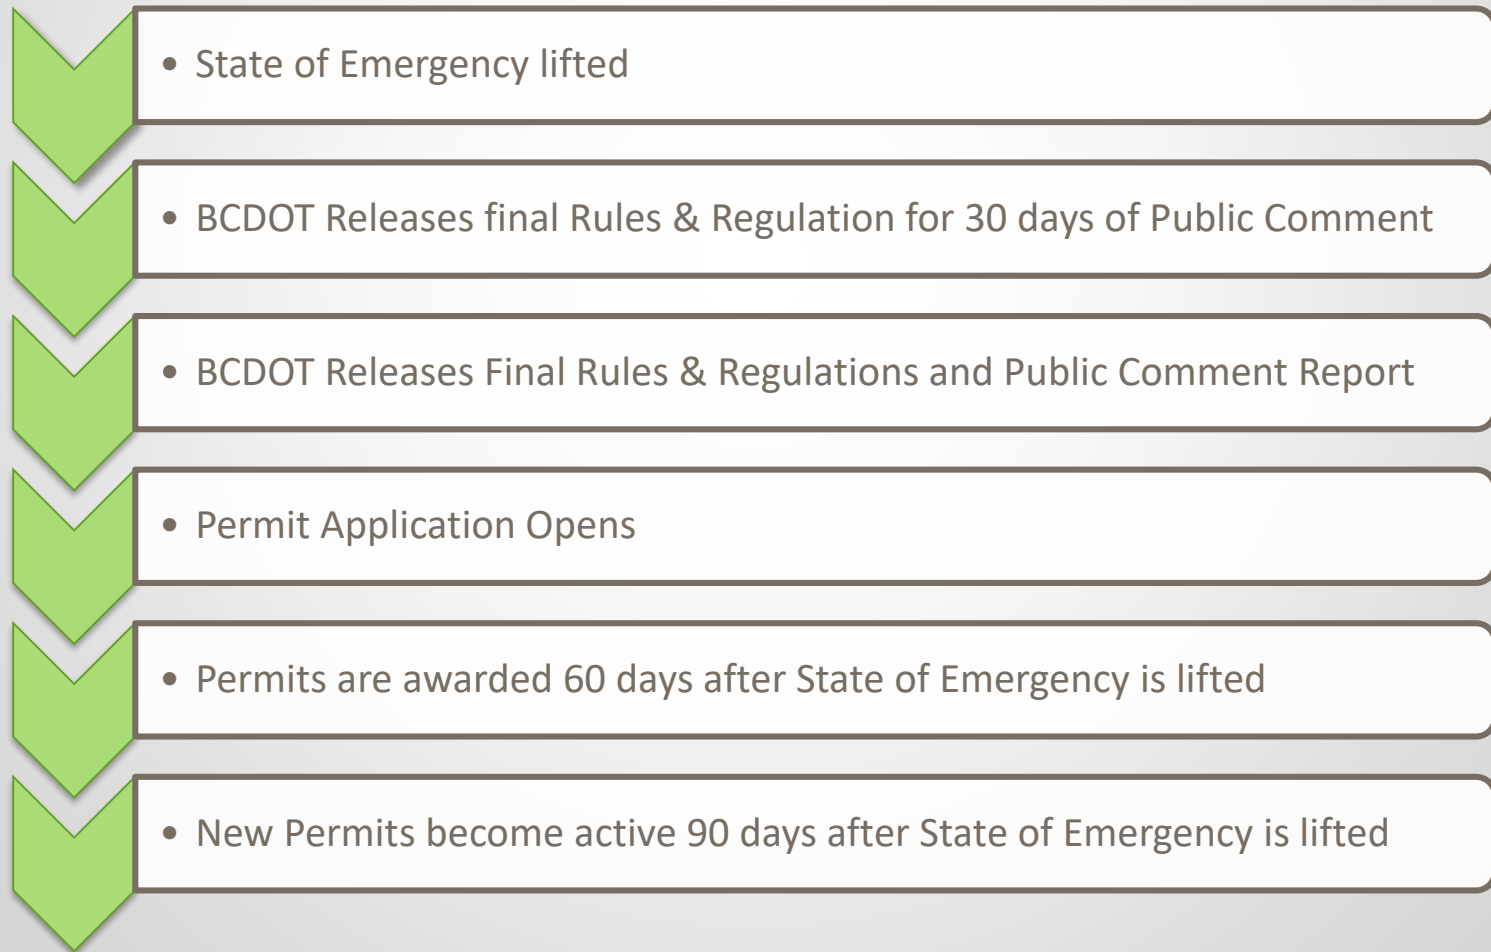 • State of Emergency lifted
• BCDOT Releases final Rules & Regulation for 30 days of Public Comment
• BCDOT Releases Final Rules & Regulations and Public Comment Report
• Permit Application Opens
• Permits are awarded 60 days after State of Emergency is lifted
• New Permits become active 90 days after State of Emergency is lifted